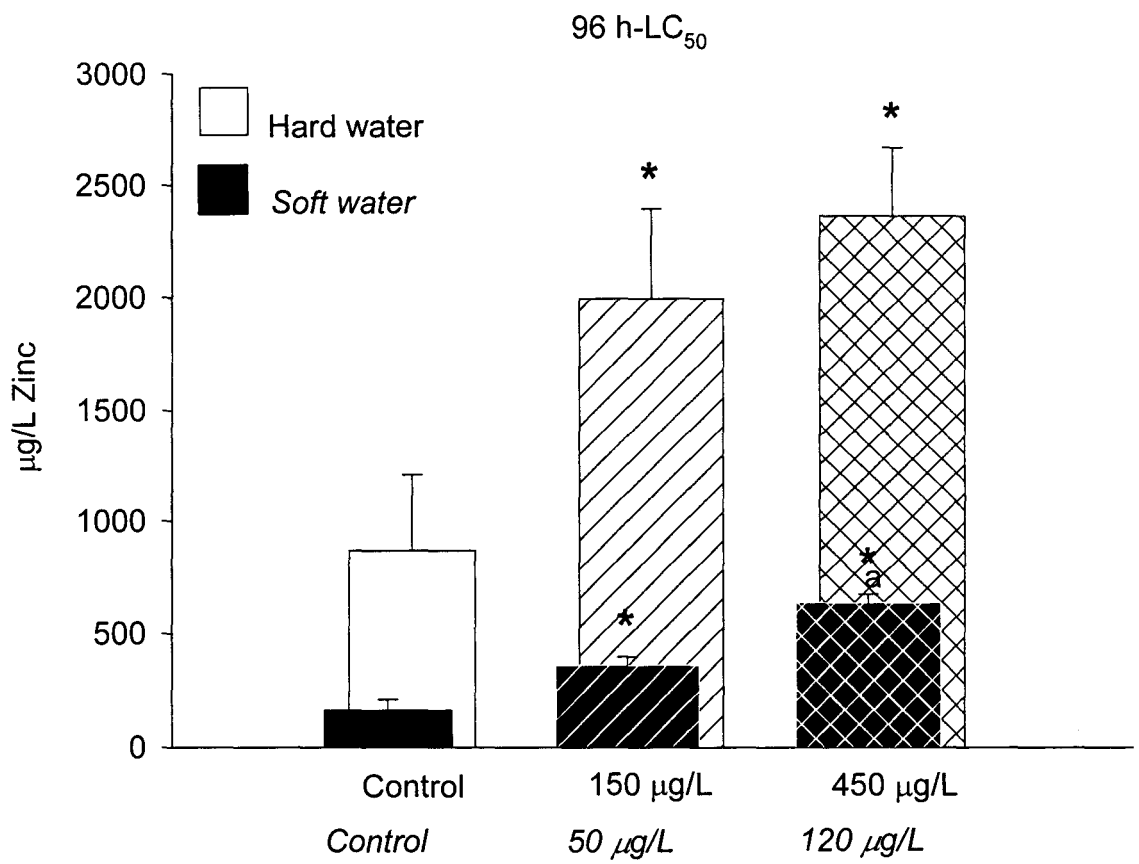 96 h-LC₅₀
3000
2500
2000
1500
1000
500
0
µg/L Zinc
Hard water
Soft water
*
*
*
*
a
Control 150 µg/L 450 µg/L
Control 50 µg/L 120 µg/L